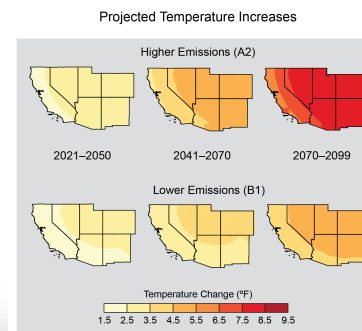 Projected Temperature Increases
Higher Emissions (A2)
2021–2050 2041–2070 2070–2099
Lower Emissions (B1)
Temperature Change (ºF)
1.5 2.5 3.5 4.5 5.5 6.5 7.5 8.5 9.5